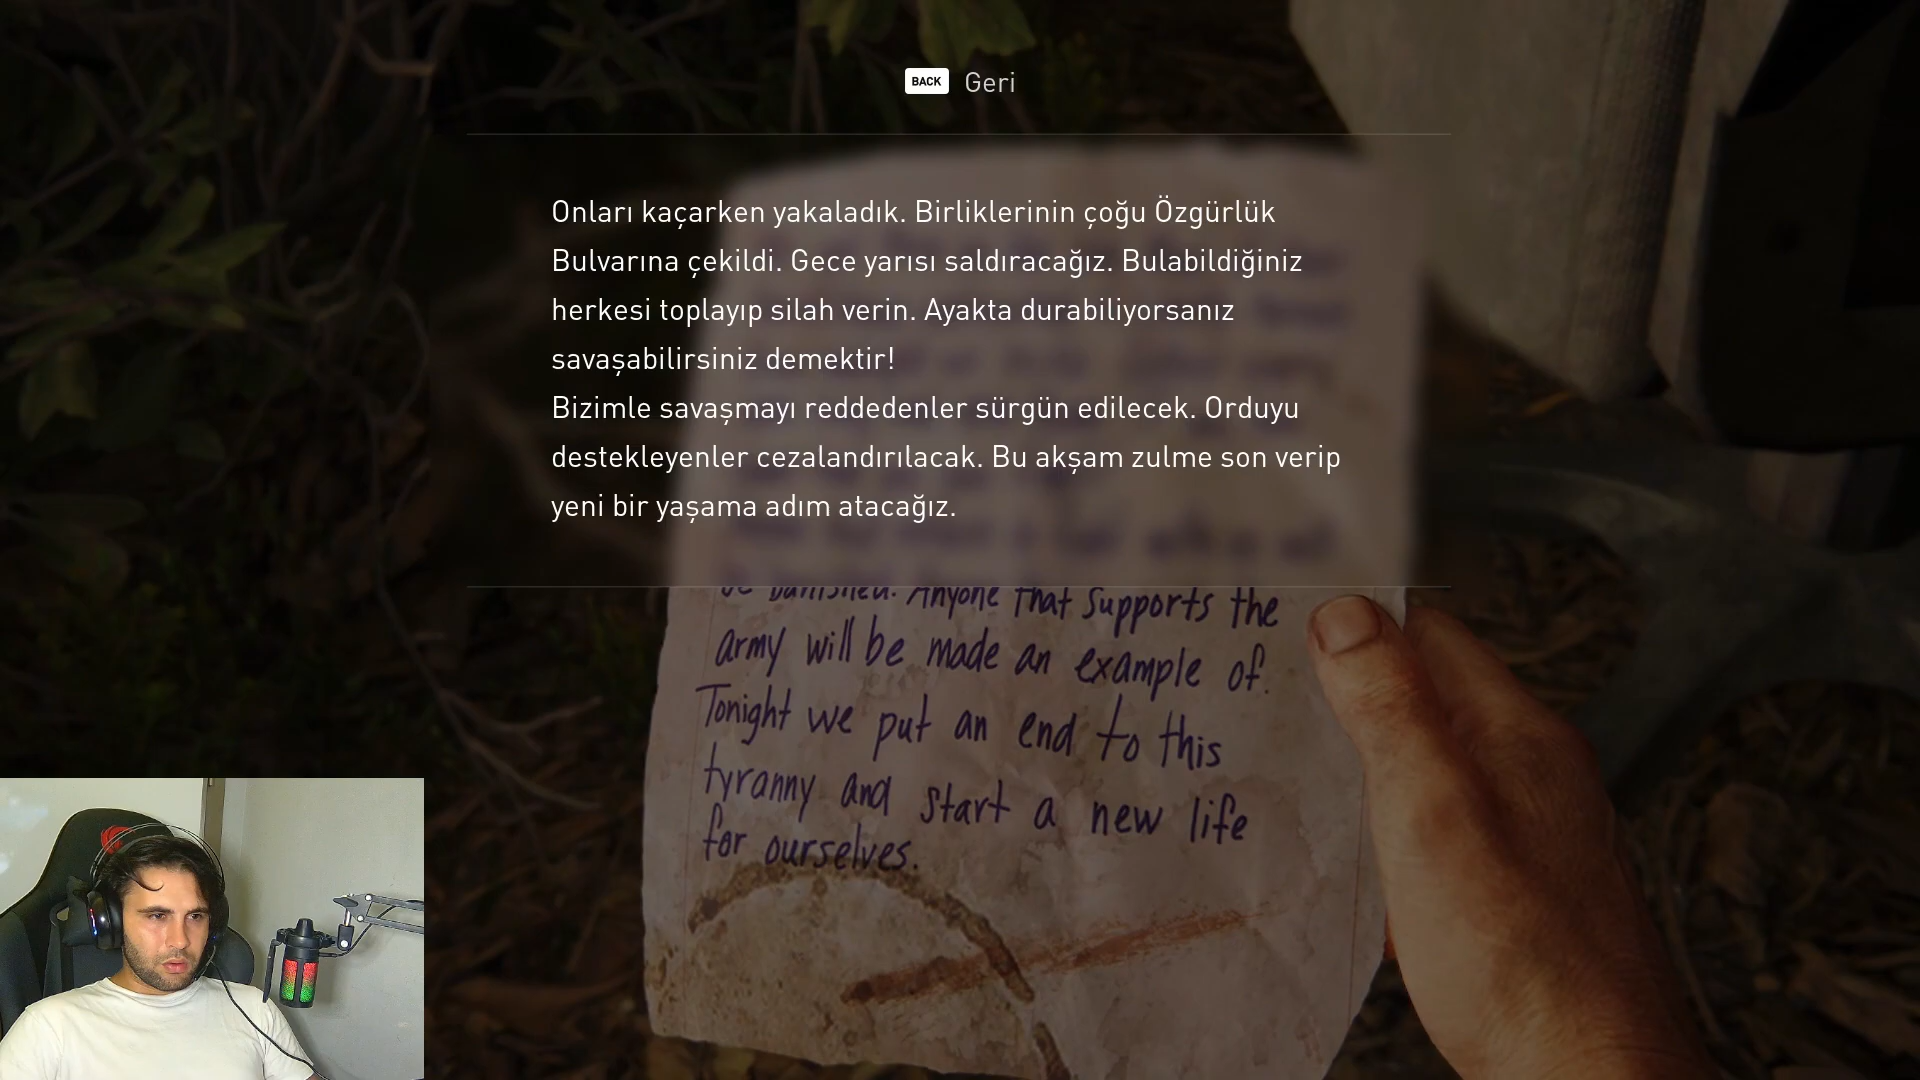 BACK Geri
Onları kaçarken yakaladık. Birliklerinin çoğu Özgürlük
Bulvarına çekildi. Gece yarısı saldıracağız. Bulabildiğiniz
herkesi toplayıp silah verin. Ayakta durabiliyorsanız
savaşabilirsiniz demektir!
Bizimle savaşmayı reddedenler sürgün edilecek. Orduyu
destekleyenler cezalandırılacak. Bu akşam zulme son verip
yeni bir yaşama adım atacağız.
be banished. Anyone that supports the
army will be made an example of.
Tonight we put an end to this
tyranny and start a new life
for ourselves.